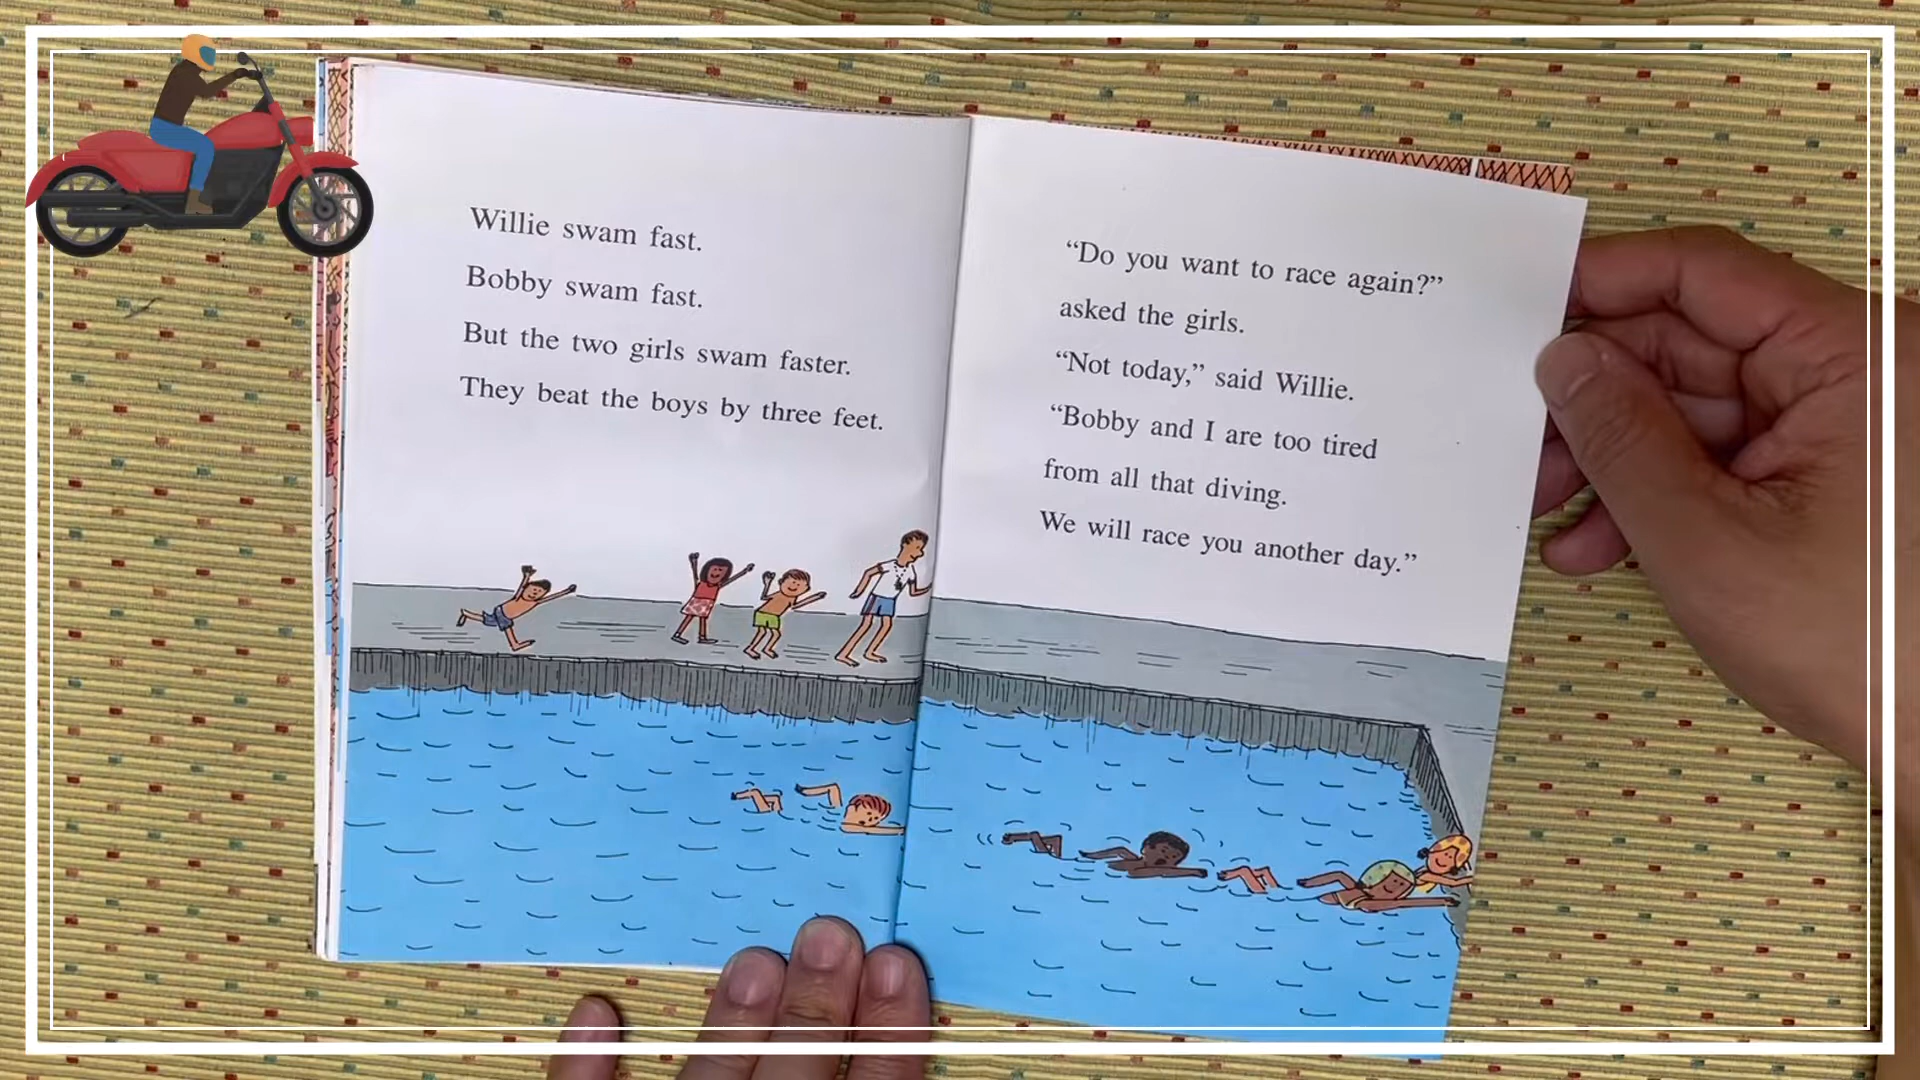 Willie swam fast.
Bobby swam fast.
But the two girls swam faster.
They beat the boys by three feet.
“Do you want to race again?”
asked the girls.
“Not today,” said Willie.
“Bobby and I are too tired
from all that diving.
We will race you another day.”